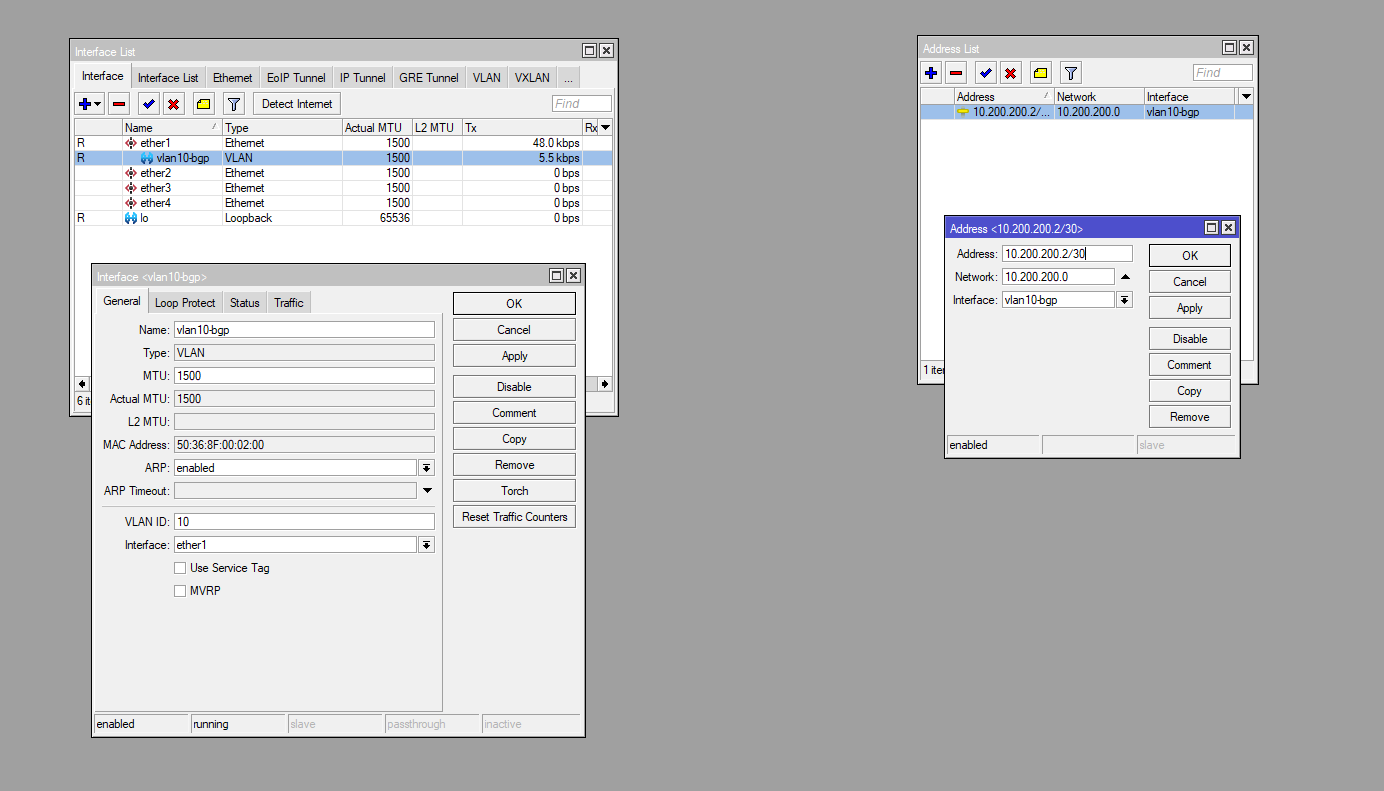 Interface List
Interface Interface List Ethernet EoIP Tunnel IP Tunnel GRE Tunnel VLAN VXLAN ...
Detect Internet Find
Name Type Actual MTU L2 MTU Tx Rx
R ether1 Ethernet 1500 48.0 kbps
R vlan10-bgp VLAN 1500 5.5 kbps
ether2 Ethernet 1500 0 bps
ether3 Ethernet 1500 0 bps
ether4 Ethernet 1500 0 bps
R lo Loopback 65536 0 bps
6 it
Interface <vlan10-bgp>
General Loop Protect Status Traffic
Name: vlan10-bgp
Type: VLAN
MTU: 1500
Actual MTU: 1500
L2 MTU:
MAC Address: 50:36:8F:00:02:00
ARP: enabled
ARP Timeout:
VLAN ID: 10
Interface: ether1
Use Service Tag
MVRP
OK
Cancel
Apply
Disable
Comment
Copy
Remove
Torch
Reset Traffic Counters
enabled running slave passthrough inactive
Address List
Find
Address Network Interface
10.200.200.2/... 10.200.200.0 vlan10-bgp
1 iter
Address <10.200.200.2/30>
Address: 10.200.200.2/30
Network: 10.200.200.0
Interface: vlan10-bgp
OK
Cancel
Apply
Disable
Comment
Copy
Remove
enabled slave